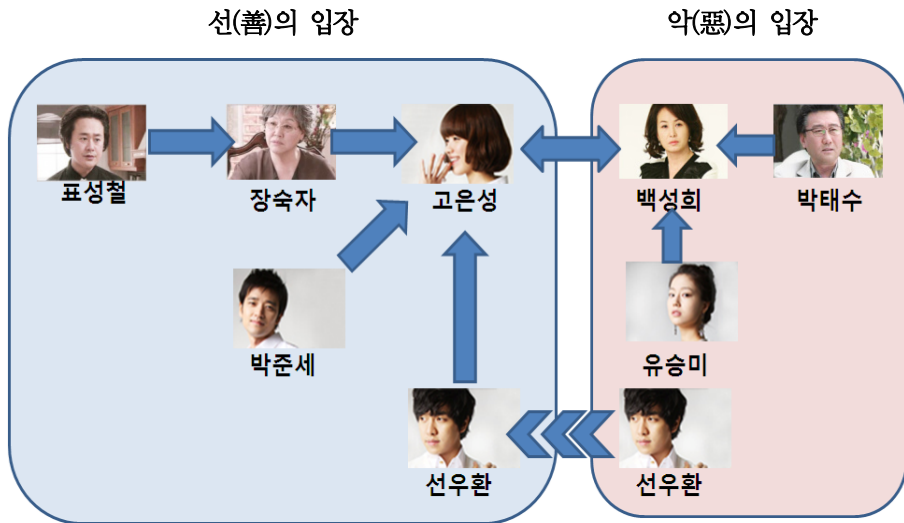 선(善)의 입장
악(惡)의 입장
표성철
장숙자
고은성
백성희
박태수
박준세
유승미
선우환
선우환